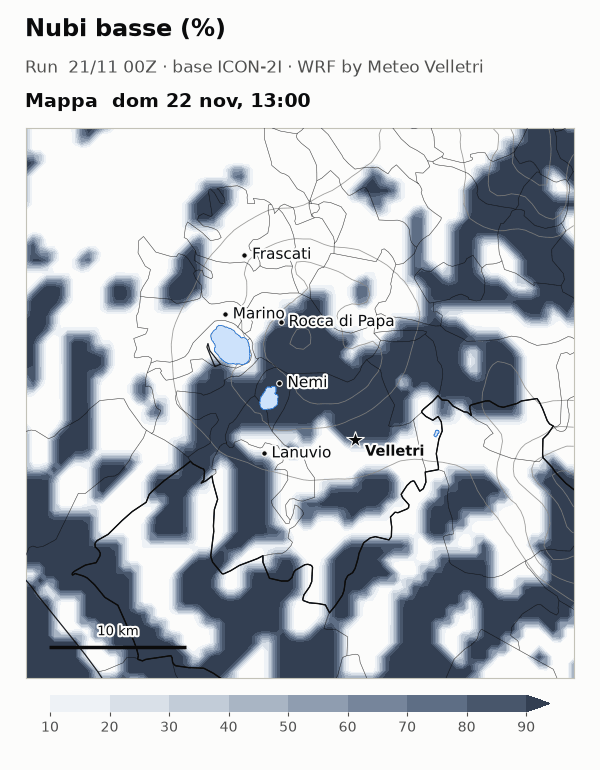 Nubi basse (%)
Run 21/11 00Z · base ICON-2I · WRF by Meteo Velletri
Mappa dom 22 nov, 13:00
Frascati
Marino
Rocca di Papa
Nemi
Velletri
Lanuvio
10 km
10 20 30 40 50 60 70 80 90